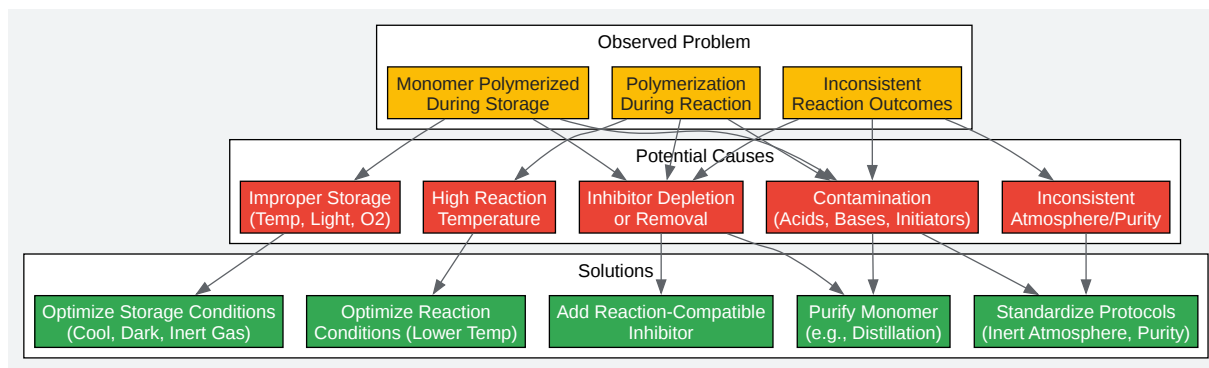 Observed Problem
Monomer Polymerized
During Storage
Polymerization
During Reaction
Inconsistent
Reaction Outcomes
Potential Causes
Improper Storage
(Temp, Light, O2)
High Reaction
Temperature
Inhibitor Depletion
or Removal
Contamination
(Acids, Bases, Initiators)
Inconsistent
Atmosphere/Purity
Solutions
Optimize Storage Conditions
(Cool, Dark, Inert Gas)
Optimize Reaction
Conditions (Lower Temp)
Add Reaction-Compatible
Inhibitor
Purify Monomer
(e.g., Distillation)
Standardize Protocols
(Inert Atmosphere, Purity)